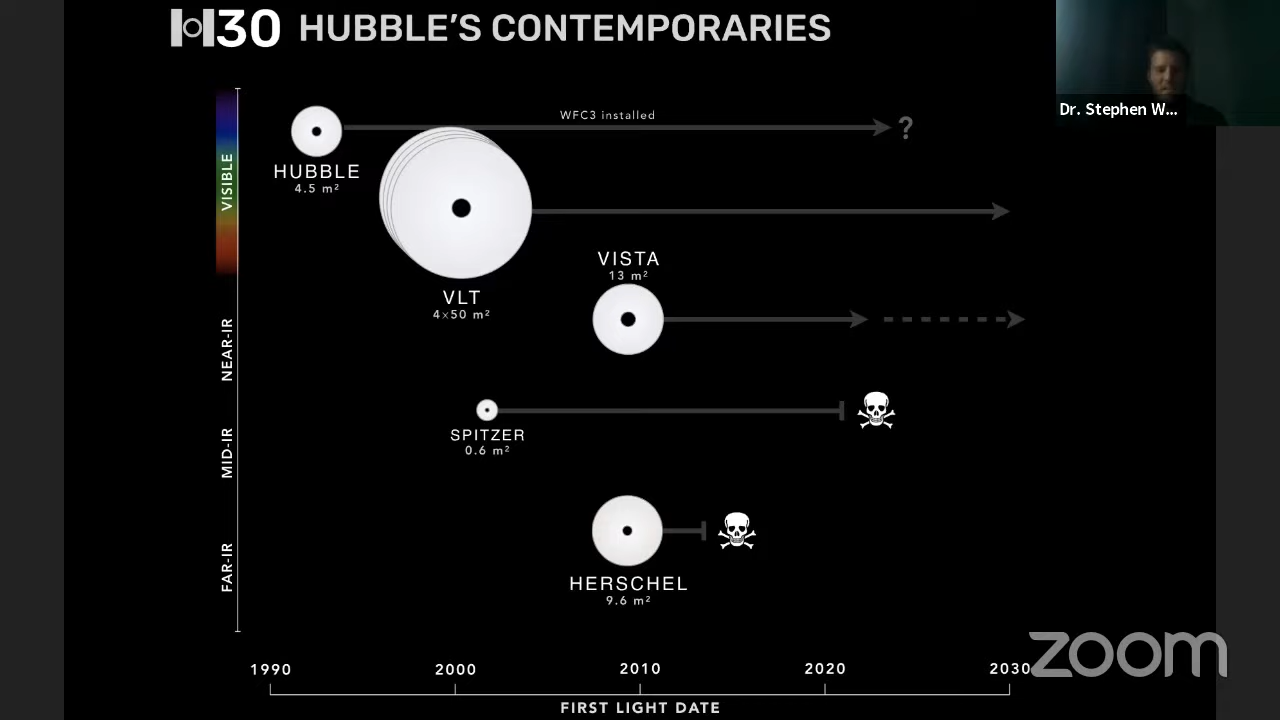 H30 HUBBLE'S CONTEMPORARIES
Dr. Stephen W...
WFC3 installed
?
HUBBLE
4.5 m²
VISIBLE
VISTA
13 m²
VLT
4×50 m²
NEAR-IR
SPITZER
0.6 m²
MID-IR
HERSCHEL
9.6 m²
FAR-IR
zoom
1990 2000 2010 2020 2030
FIRST LIGHT DATE